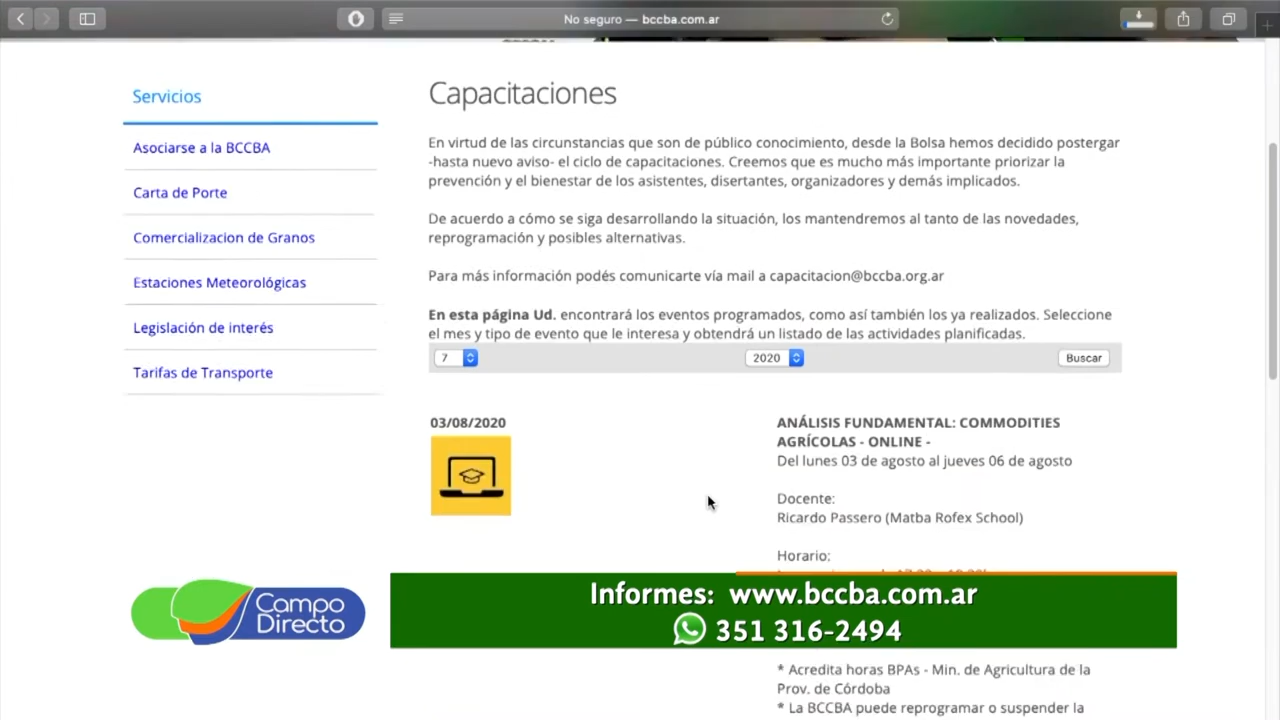 No seguro — bccba.com.ar
Servicios
Asociarse a la BCCBA
Carta de Porte
Comercializacion de Granos
Estaciones Meteorológicas
Legislación de interés
Tarifas de Transporte
Capacitaciones
En virtud de las circunstancias que son de público conocimiento, desde la Bolsa hemos decidido postergar
-hasta nuevo aviso- el ciclo de capacitaciones. Creemos que es mucho más importante priorizar la
prevención y el bienestar de los asistentes, disertantes, organizadores y demás implicados.
De acuerdo a cómo se siga desarrollando la situación, los mantendremos al tanto de las novedades,
reprogramación y posibles alternativas.
Para más información podés comunicarte vía mail a capacitacion@bccba.org.ar
En esta página Ud. encontrará los eventos programados, como así también los ya realizados. Seleccione
el mes y tipo de evento que le interesa y obtendrá un listado de las actividades planificadas.
7 2020 Buscar
03/08/2020
ANÁLISIS FUNDAMENTAL: COMMODITIES
AGRÍCOLAS - ONLINE -
Del lunes 03 de agosto al jueves 06 de agosto
Docente:
Ricardo Passero (Matba Rofex School)
Horario:
Campo
Directo
Informes: www.bccba.com.ar
351 316-2494
* Acredita horas BPAs - Min. de Agricultura de la
Prov. de Córdoba
* La BCCBA puede reprogramar o suspender la